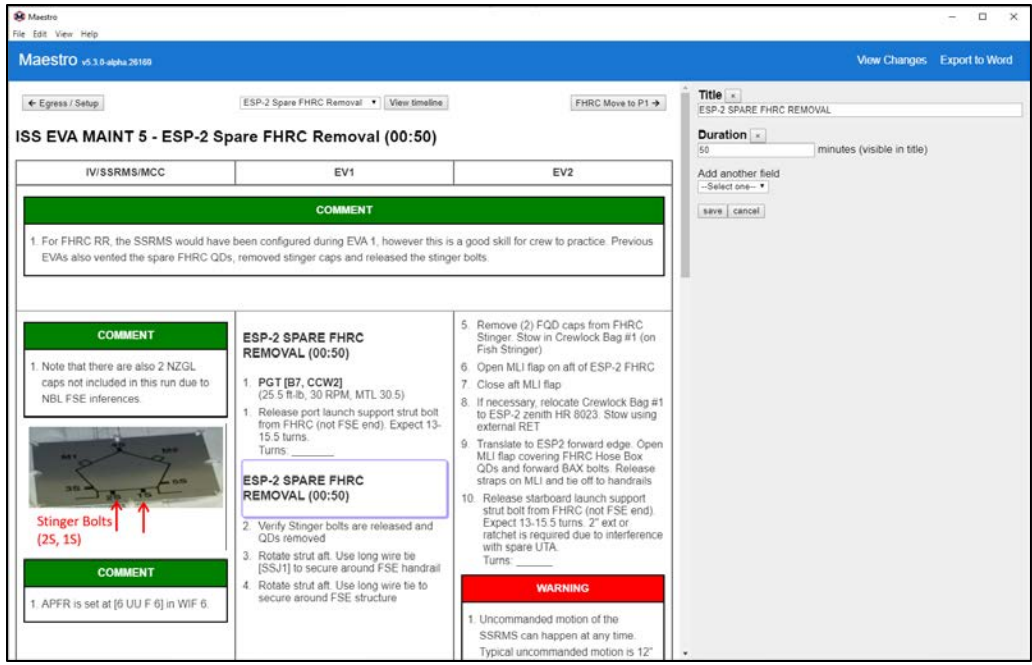 Maestro
File Edit View Help
Maestro v5.3.0-alpha 26169
View Changes Export to Word
← Egress / Setup
ESP-2 Spare FHRC Removal
View timeline
FHRC Move to P1 →
ISS EVA MAINT 5 - ESP-2 Spare FHRC Removal (00:50)
IV/SSRMS/MCC
EV1
EV2
COMMENT
1. For FHRC RR, the SSRMS would have been configured during EVA 1, however this is a good skill for crew to practice. Previous
EVAs also vented the spare FHRC QDs, removed stinger caps and released the stinger bolts.
COMMENT
1. Note that there are also 2 NZGL
caps not included in this run due to
NBL FSE inferences.
M1
M2
3S
2S
1S
5S
Stinger Bolts
(2S, 1S)
COMMENT
1. APFR is set at [6 UU F 6] in WIF 6.
ESP-2 SPARE FHRC
REMOVAL (00:50)
1. PGT [B7, CCW2]
(25.5 ft-lb, 30 RPM, MTL 30.5)
1. Release port launch support strut bolt
from FHRC (not FSE end). Expect 13-
15.5 turns.
Turns: _______
ESP-2 SPARE FHRC
REMOVAL (00:50)
2. Verify Stinger bolts are released and
QDs removed
3. Rotate strut aft. Use long wire tie
[SSJ1] to secure around FSE handrail
4. Rotate strut aft. Use long wire tie to
secure around FSE structure
5. Remove (2) FQD caps from FHRC
Stinger. Stow in Crewlock Bag #1 (on
Fish Stringer)
6. Open MLI flap on aft of ESP-2 FHRC
7. Close aft MLI flap
8. If necessary, relocate Crewlock Bag #1
to ESP-2 zenith HR 8023. Stow using
external RET
9. Translate to ESP2 forward edge. Open
MLI flap covering FHRC Hose Box
QDs and forward BAX bolts. Release
straps on MLI and tie off to handrails
10. Release starboard launch support
strut bolt from FHRC (not FSE end).
Expect 13-15.5 turns. 2" ext or
ratchet is required due to interference
with spare UTA.
Turns: ______
WARNING
1. Uncommanded motion of the
SSRMS can happen at any time.
Typical uncommanded motion is 12"
Title x
ESP-2 SPARE FHRC REMOVAL
Duration x
50 minutes (visible in title)
Add another field
--Select one--
save cancel